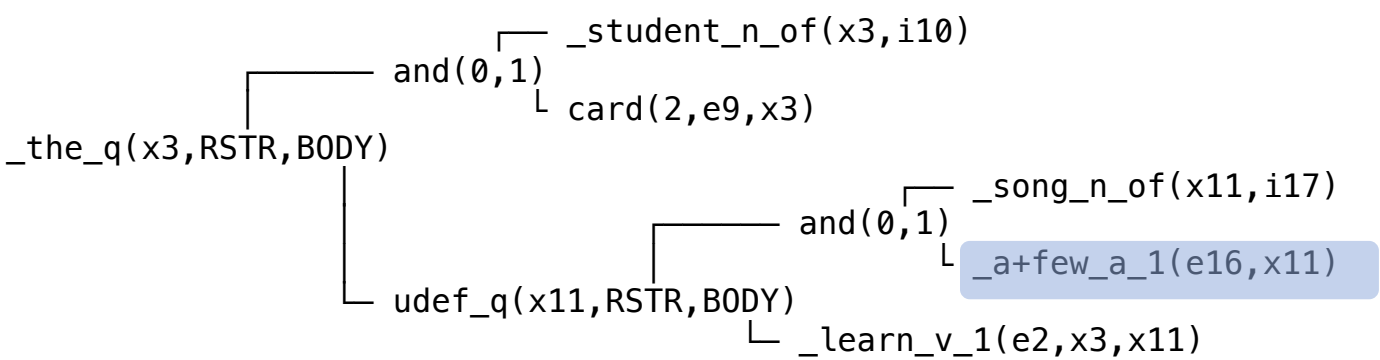 _student_n_of(x3,i10)
and(0,1)
card(2,e9,x3)
_the_q(x3,RSTR,BODY)
_song_n_of(x11,i17)
and(0,1)
_a+few_a_1(e16,x11)
udef_q(x11,RSTR,BODY)
_learn_v_1(e2,x3,x11)